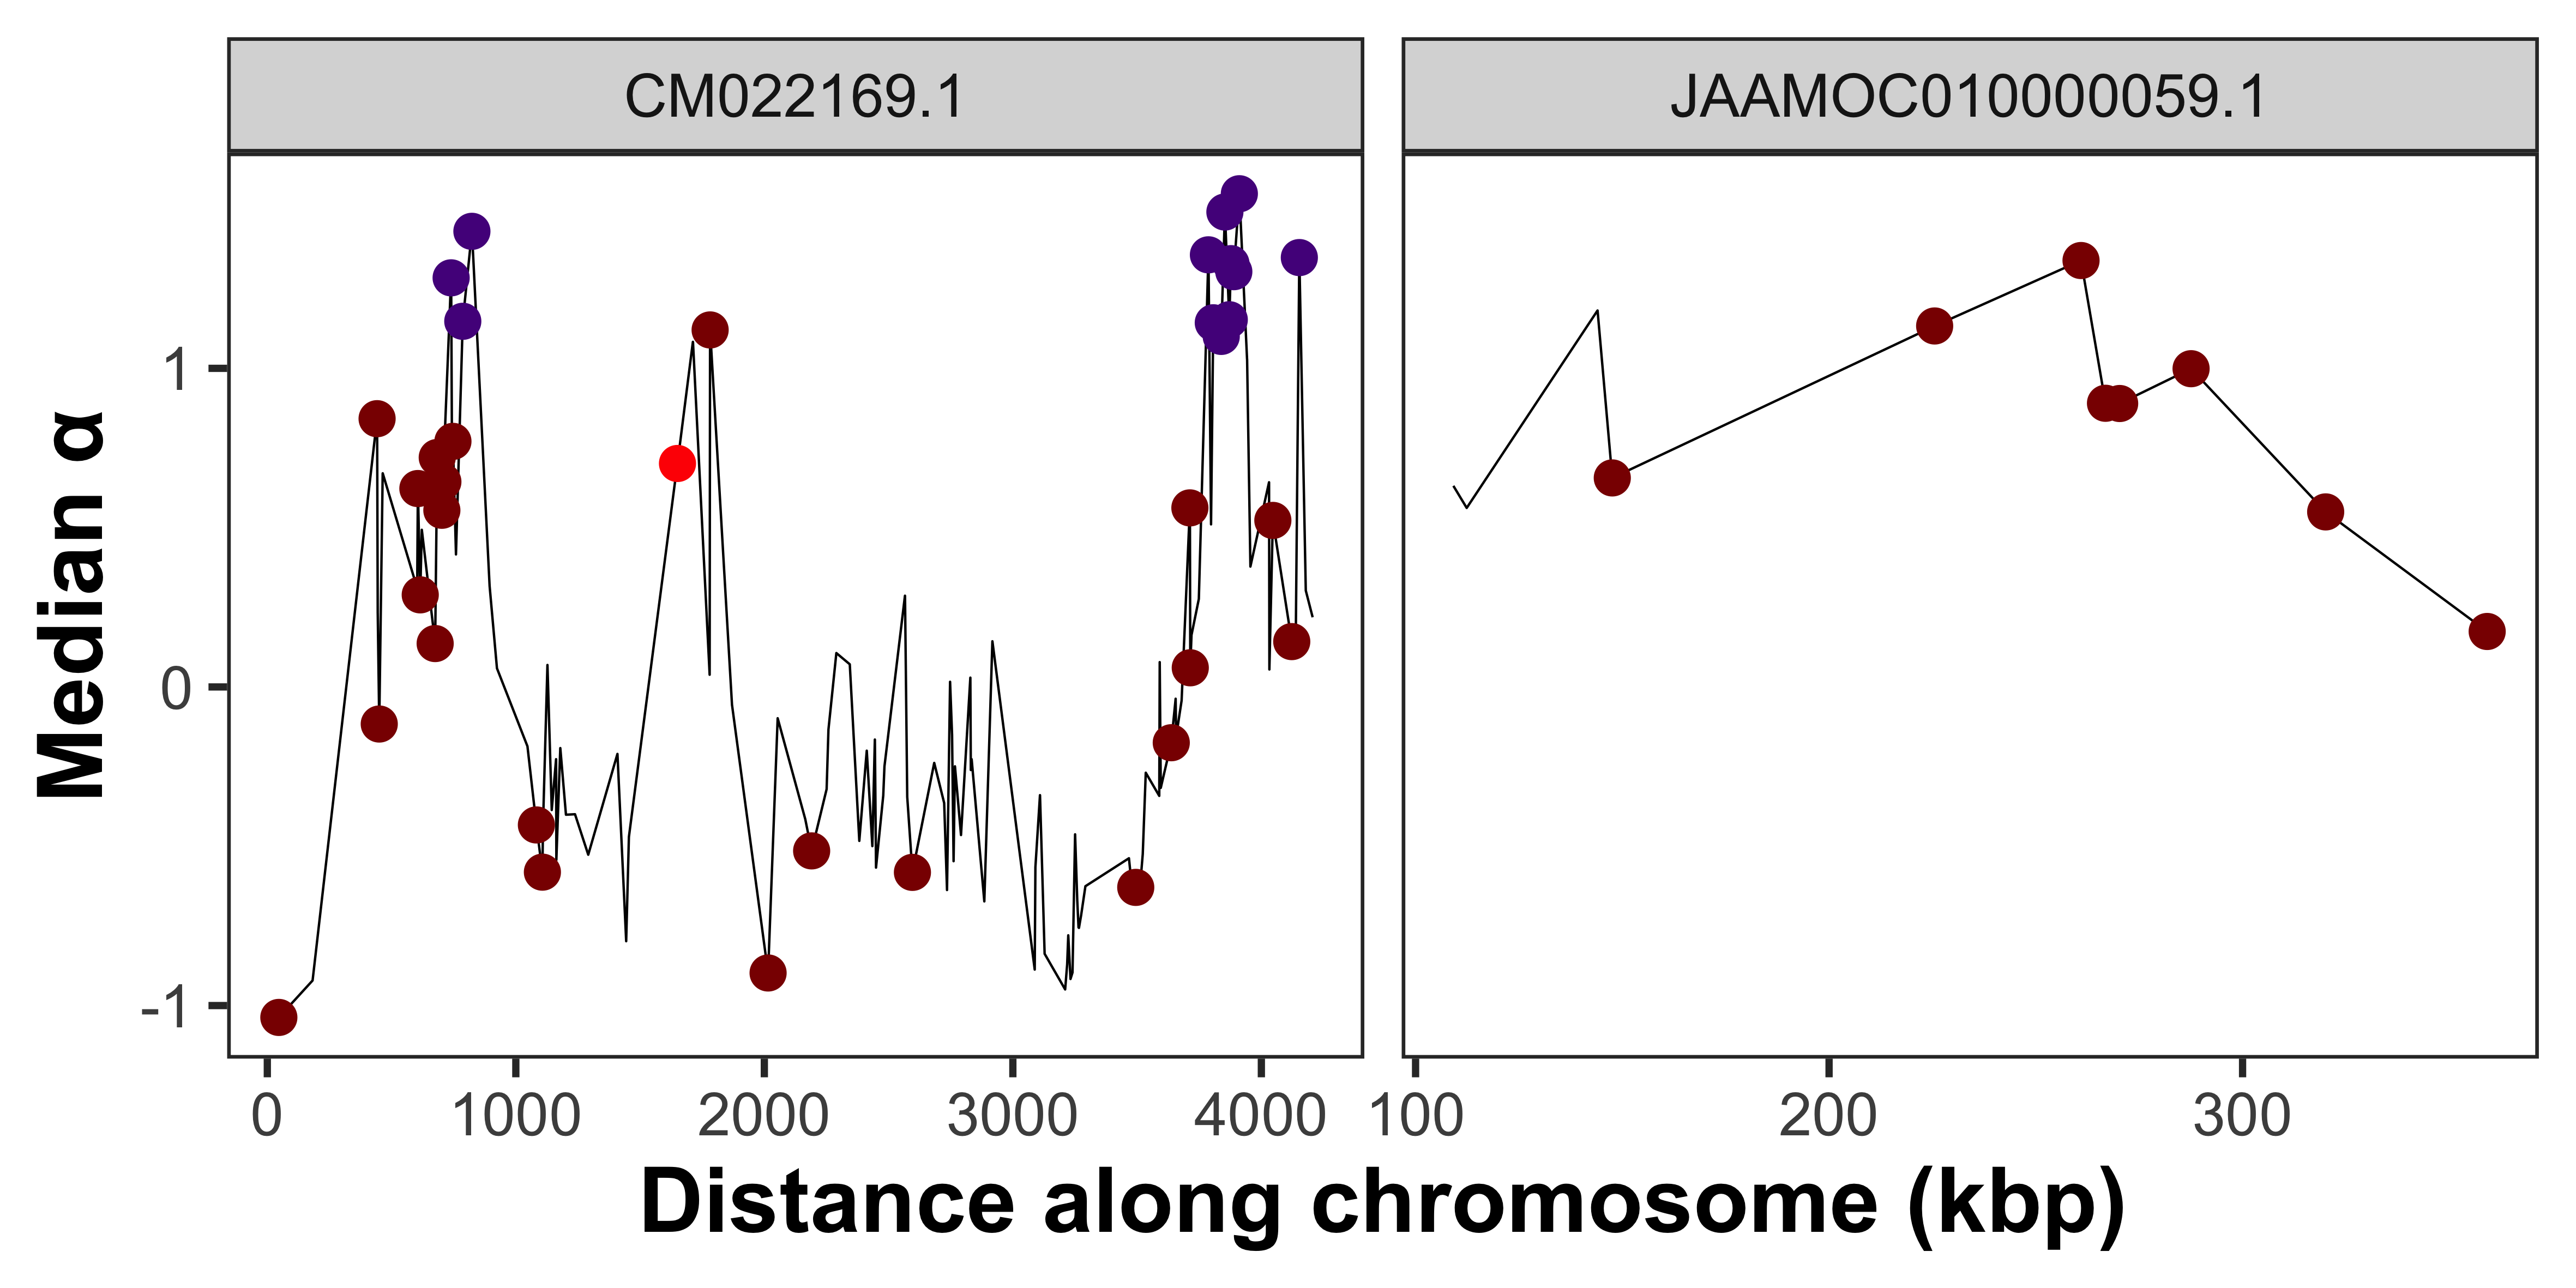 CM022169.1
JAAMOC010000059.1
Median α
1
0
-1
0 1000 2000 3000 4000
100 200 300
Distance along chromosome (kbp)